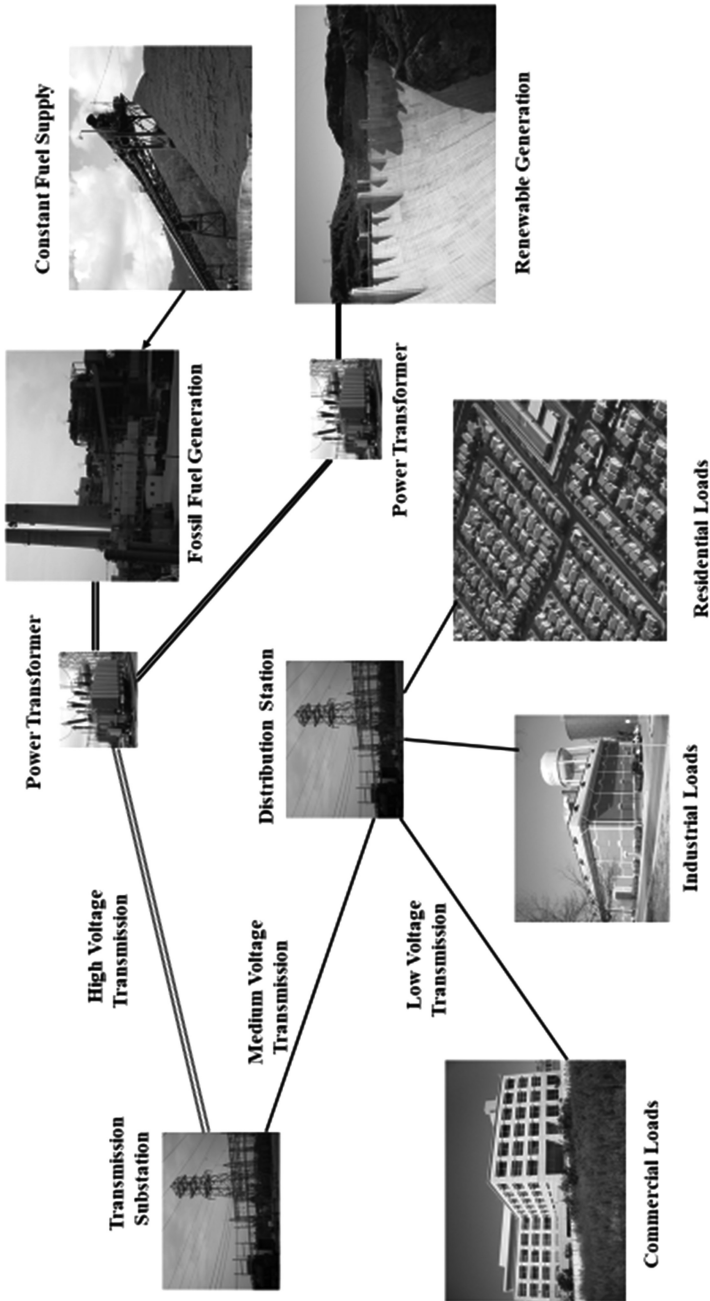 Constant Fuel Supply
Fossil Fuel Generation
Renewable Generation
Power Transformer
Power Transformer
High Voltage
Transmission
Transmission
Substation
Medium Voltage
Transmission
Distribution Station
Low Voltage
Transmission
Commercial Loads
Industrial Loads
Residential Loads